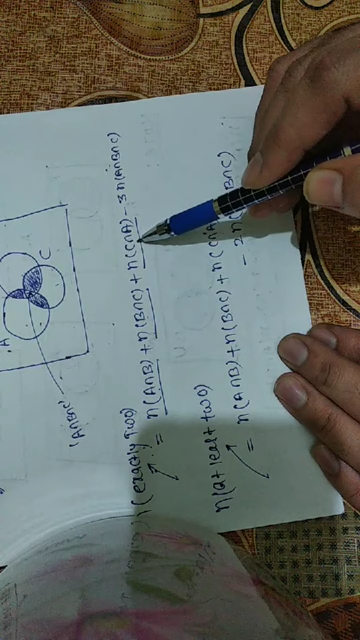 A
C
(A∩B∩C)
n(exactly two)
= n(A∩B) + n(B∩C) + n(C∩A) - 3n(A∩B∩C)
n(at least two)
= n(A∩B) + n(B∩C) + n(C∩A)
- 2n(A∩B∩C)